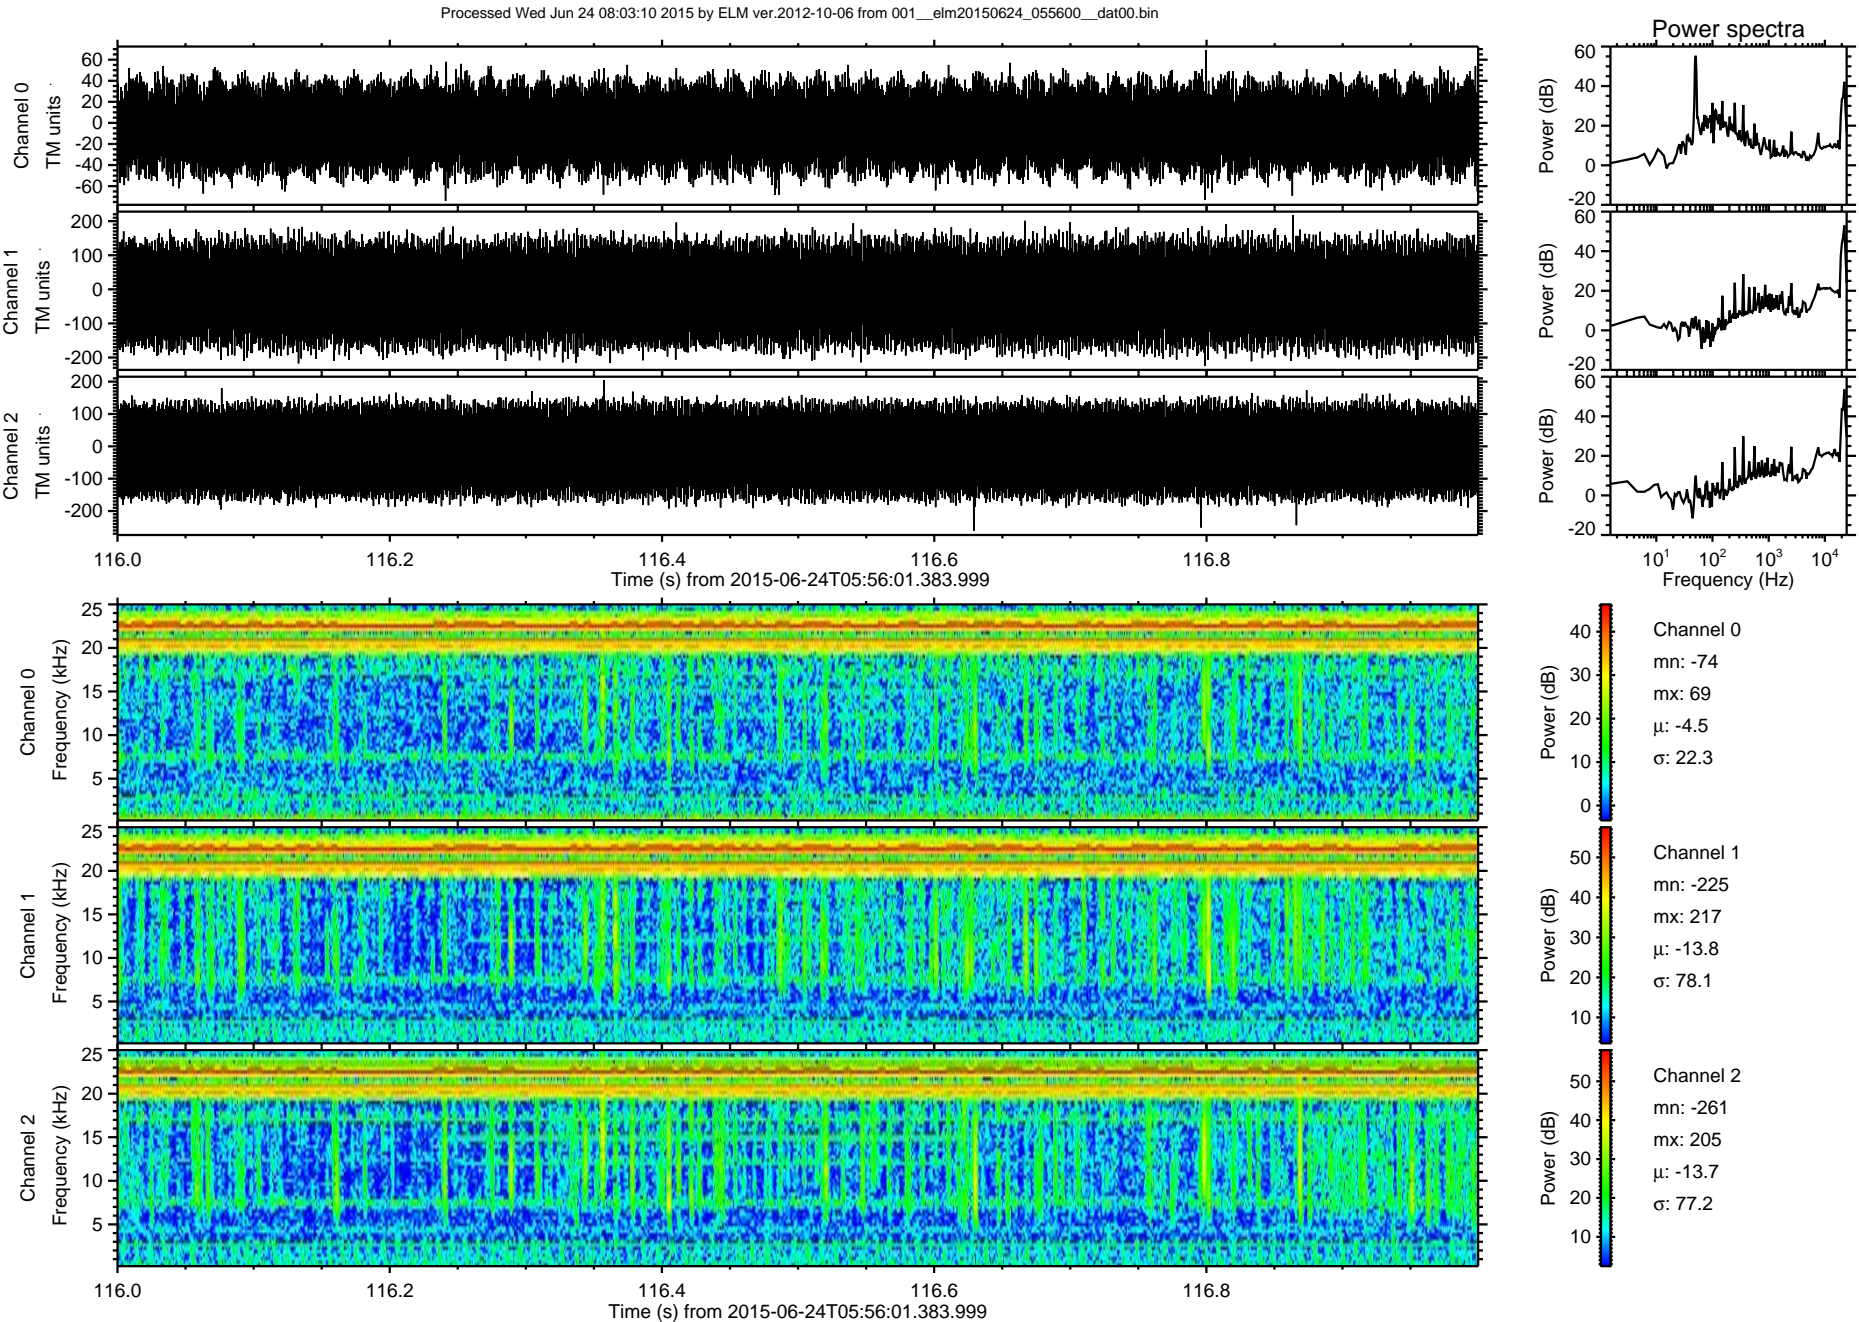 Processed Wed Jun 24 08:03:10 2015 by ELM ver.2012-10-06 from 001__elm20150624_055600__dat00.bin
Power spectra
Channel 0
TM units
60
40
20
0
-20
-40
-60
Power (dB)
60
40
20
0
-20
Channel 1
TM units
200
100
0
-100
-200
Power (dB)
60
40
20
0
-20
Channel 2
TM units
200
100
0
-100
-200
Power (dB)
60
40
20
0
-20
116.0 116.2 116.4 116.6 116.8
Time (s) from 2015-06-24T05:56:01.383.999
10^1 10^2 10^3 10^4
Frequency (Hz)
Channel 0
Frequency (kHz)
25
20
15
10
5
Power (dB)
40
30
20
10
0
Channel 0
mn: -74
mx: 69
μ: -4.5
σ: 22.3
Channel 1
Frequency (kHz)
25
20
15
10
5
Power (dB)
50
40
30
20
10
Channel 1
mn: -225
mx: 217
μ: -13.8
σ: 78.1
Channel 2
Frequency (kHz)
25
20
15
10
5
Power (dB)
50
40
30
20
10
Channel 2
mn: -261
mx: 205
μ: -13.7
σ: 77.2
116.0 116.2 116.4 116.6 116.8
Time (s) from 2015-06-24T05:56:01.383.999